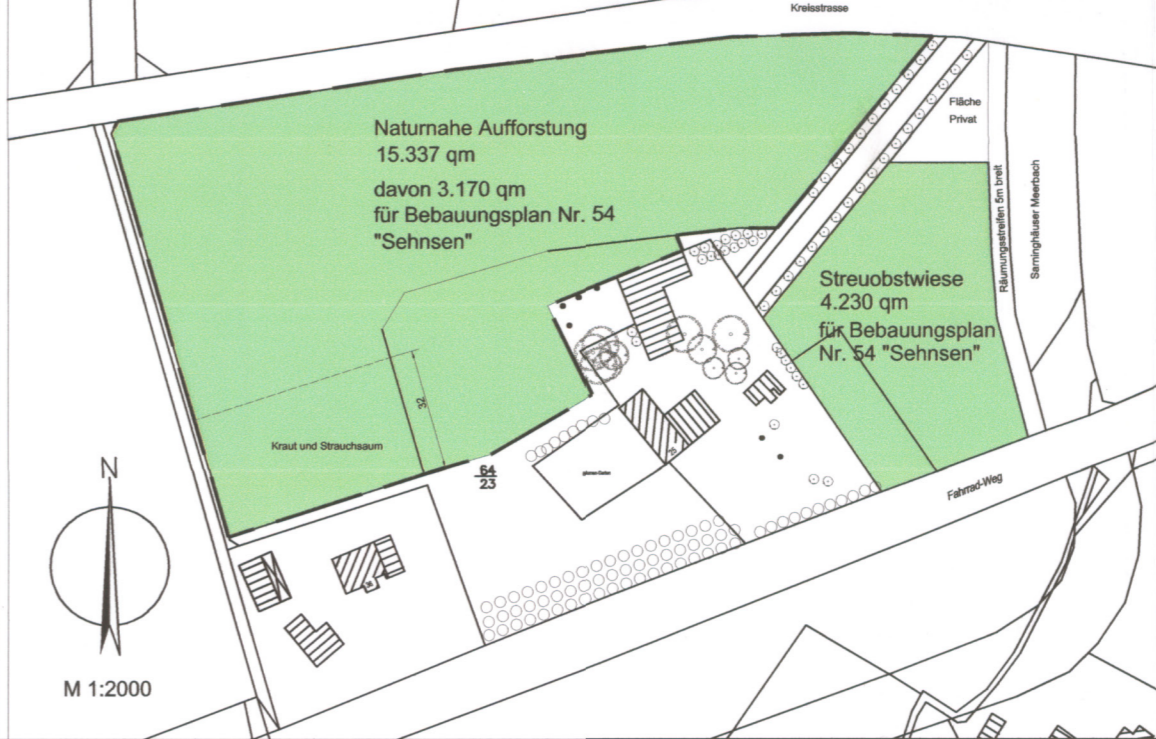 Kreisstrasse
Naturnahe Aufforstung
15.337 qm
davon 3.170 qm
für Bebauungsplan Nr. 54
"Sehnsen"
Fläche
Privat
Räumungsstreifen 5m breit
Sarninghäuser Meerbach
Streuobstwiese
4.230 qm
für Bebauungsplan
Nr. 54 "Sehnsen"
32
Kraut und Strauchsaum
64
23
Fahrrad-Weg
N
M 1:2000